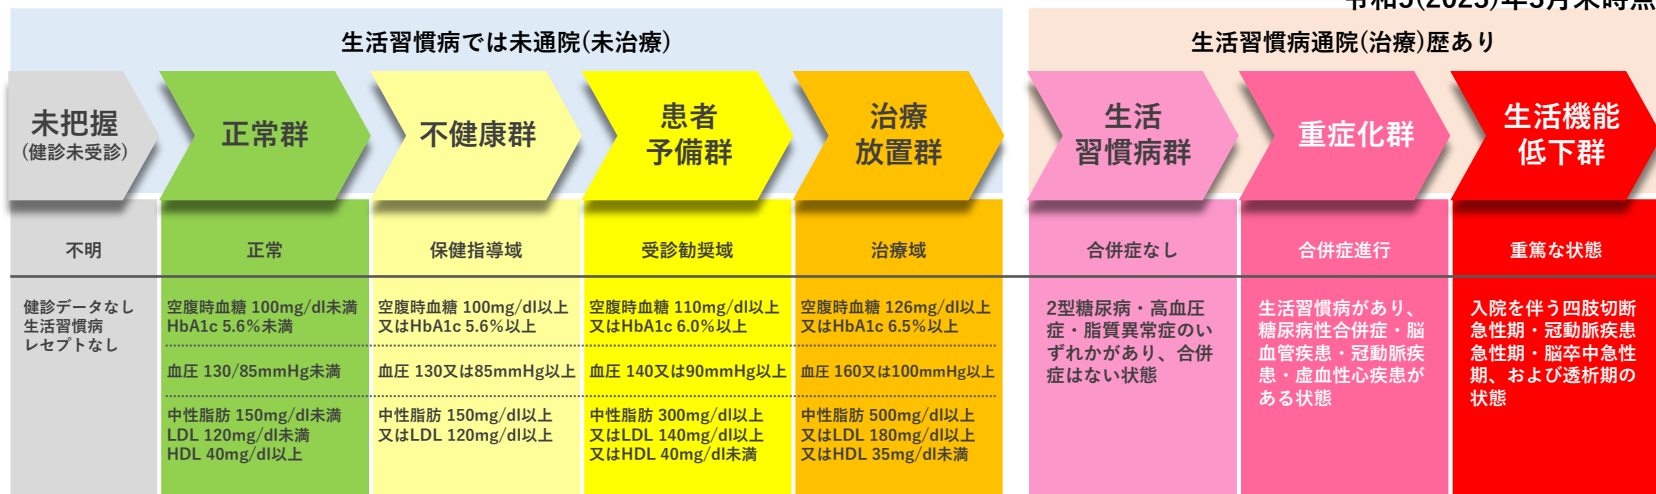 令和5(2023)年3月末時点
生活習慣病では未通院(未治療)
生活習慣病通院(治療)歴あり
未把握
(健診未受診)
正常群
不健康群
患者
予備群
治療
放置群
生活
習慣病群
重症化群
生活機能
低下群
不明
正常
保健指導域
受診勧奨域
治療域
合併症なし
合併症進行
重篤な状態
健診データなし
生活習慣病
レセプトなし
空腹時血糖 100mg/dl未満
HbA1c 5.6%未満
血圧 130/85mmHg未満
中性脂肪 150mg/dl未満
LDL 120mg/dl未満
HDL 40mg/dl以上
空腹時血糖 100mg/dl以上
又はHbA1c 5.6%以上
血圧 130又は85mmHg以上
中性脂肪 150mg/dl以上
又はLDL 120mg/dl以上
空腹時血糖 110mg/dl以上
又はHbA1c 6.0%以上
血圧 140又は90mmHg以上
中性脂肪 300mg/dl以上
又はLDL 140mg/dl以上
又はHDL 40mg/dl未満
空腹時血糖 126mg/dl以上
又はHbA1c 6.5%以上
血圧 160又は100mmHg以上
中性脂肪 500mg/dl以上
又はLDL 180mg/dl以上
又はHDL 35mg/dl未満
2型糖尿病・高血圧
症・脂質異常症のい
ずれかがあり、合併
症はない状態
生活習慣病があり、
糖尿病性合併症・脳
血管疾患・冠動脈疾
患・虚血性心疾患が
ある状態
入院を伴う四肢切断
急性期・冠動脈疾患
急性期・脳卒中急性
期、および透析期の
状態